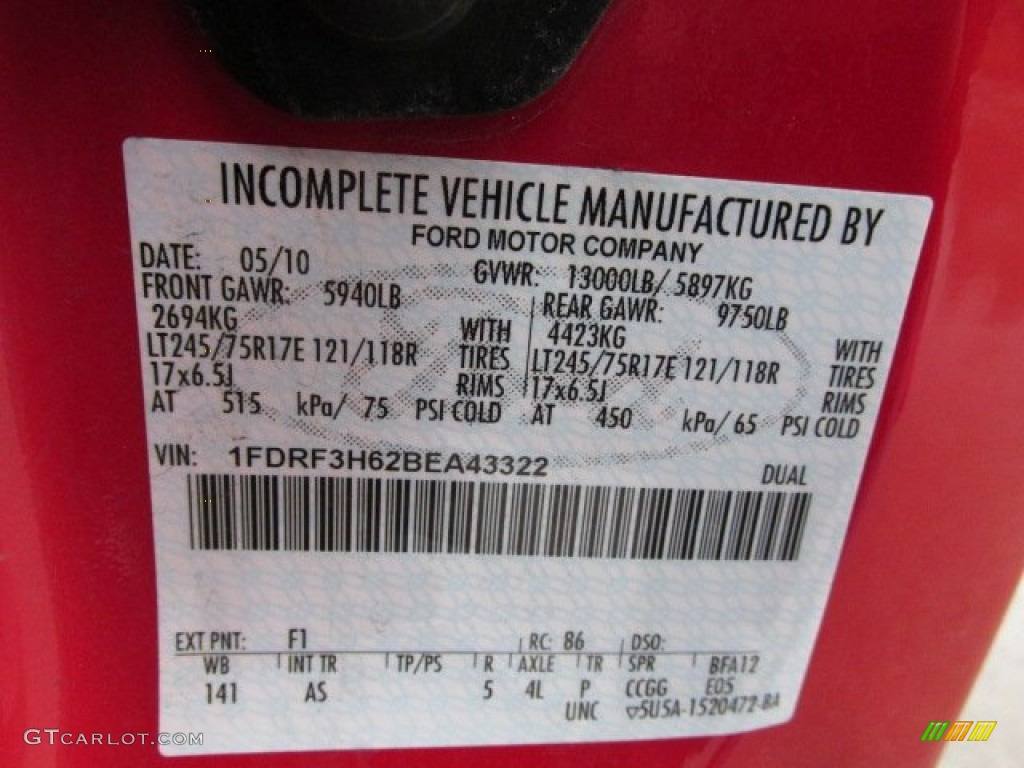 INCOMPLETE VEHICLE MANUFACTURED BY
FORD MOTOR COMPANY
DATE: 05/10 GVWR: 13000LB/ 5897KG
FRONT GAWR: 5940LB REAR GAWR: 9750LB
2694KG WITH 4423KG WITH
LT245/75R17E 121/118R TIRES LT245/75R17E 121/118R TIRES
17x6.5J RIMS 17x6.5J RIMS
AT 515 kPa/ 75 PSI COLD AT 450 kPa/ 65 PSI COLD
VIN: 1FDRF3H62BEA43322 DUAL
EXT PNT: F1 RC: 86 DSO:
WB INT TR TP/PS R AXLE TR SPR BFA12
141 AS 5 4L P CCGG E05
UNC ▽5U5A-1520472-BA
GTCARLOT.COM